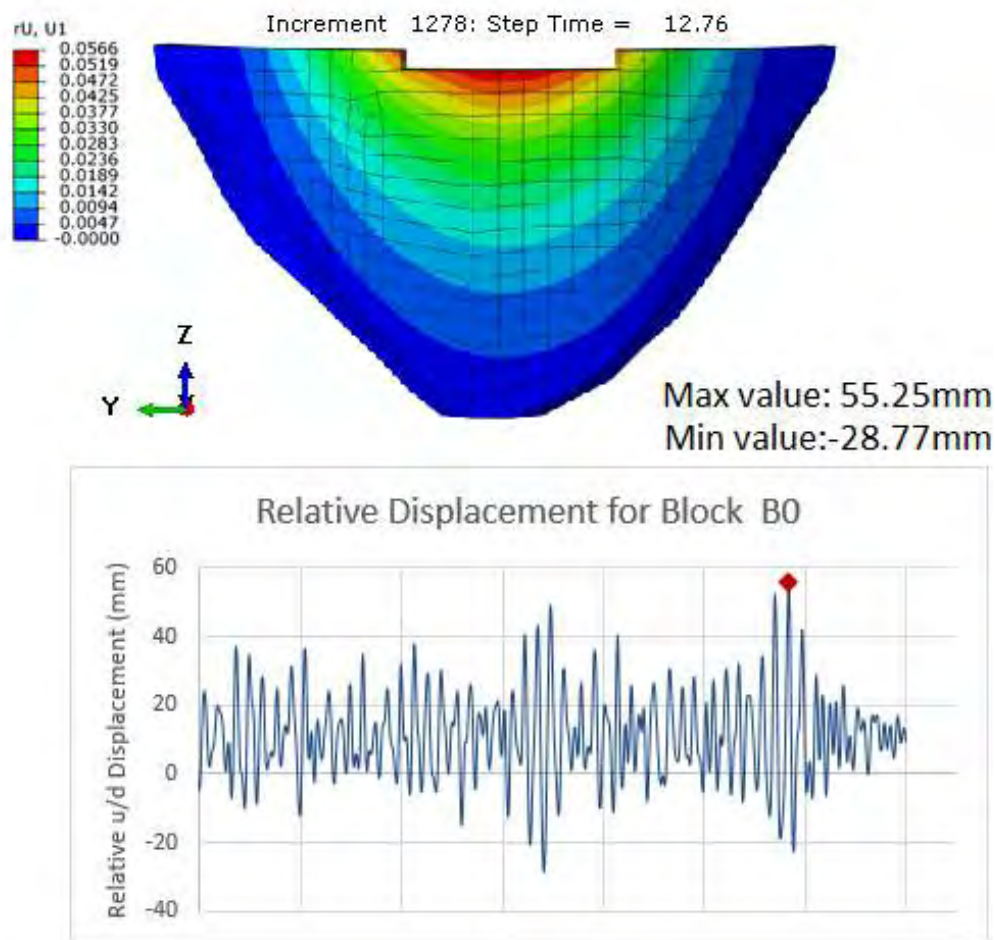 Increment 1278: Step Time = 12.76
rU, U1
0.0566
0.0519
0.0472
0.0425
0.0377
0.0330
0.0283
0.0236
0.0189
0.0142
0.0094
0.0047
-0.0000
Z
Y
Max value: 55.25mm
Min value:-28.77mm
Relative Displacement for Block B0
Relative u/d Displacement (mm)
60
40
20
0
-20
-40